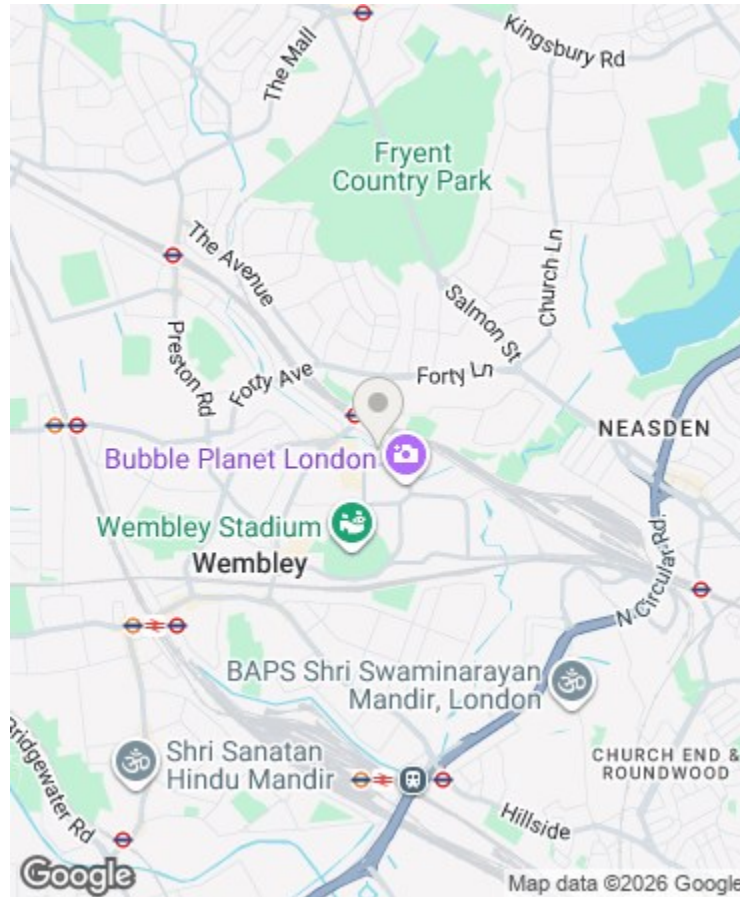 The Mall
Kingsbury Rd
Fryent
Country Park
The Avenue
Church Ln
Salmon St
Preston Rd
Forty Ave
Forty Ln
NEASDEN
Bubble Planet London
Wembley Stadium
Wembley
N Circular Rd.
BAPS Shri Swaminarayan
Mandir, London
Shri Sanatan
Hindu Mandir
CHURCH END &
ROUNDWOOD
Bridgewater Rd
Hillside
Google
Map data ©2026 Google